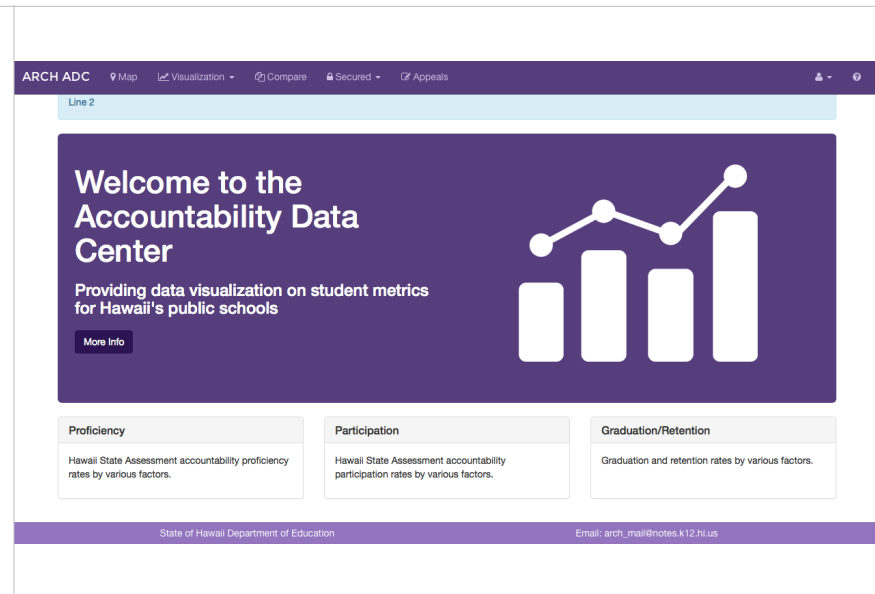 ARCH ADC Map Visualization Compare Secured Appeals
Line 2
Welcome to the
Accountability Data
Center
Providing data visualization on student metrics
for Hawaii's public schools
More Info
Proficiency
Hawaii State Assessment accountability proficiency
rates by various factors.
Participation
Hawaii State Assessment accountability
participation rates by various factors.
Graduation/Retention
Graduation and retention rates by various factors.
State of Hawaii Department of Education
Email: arch_mail@notes.k12.hi.us